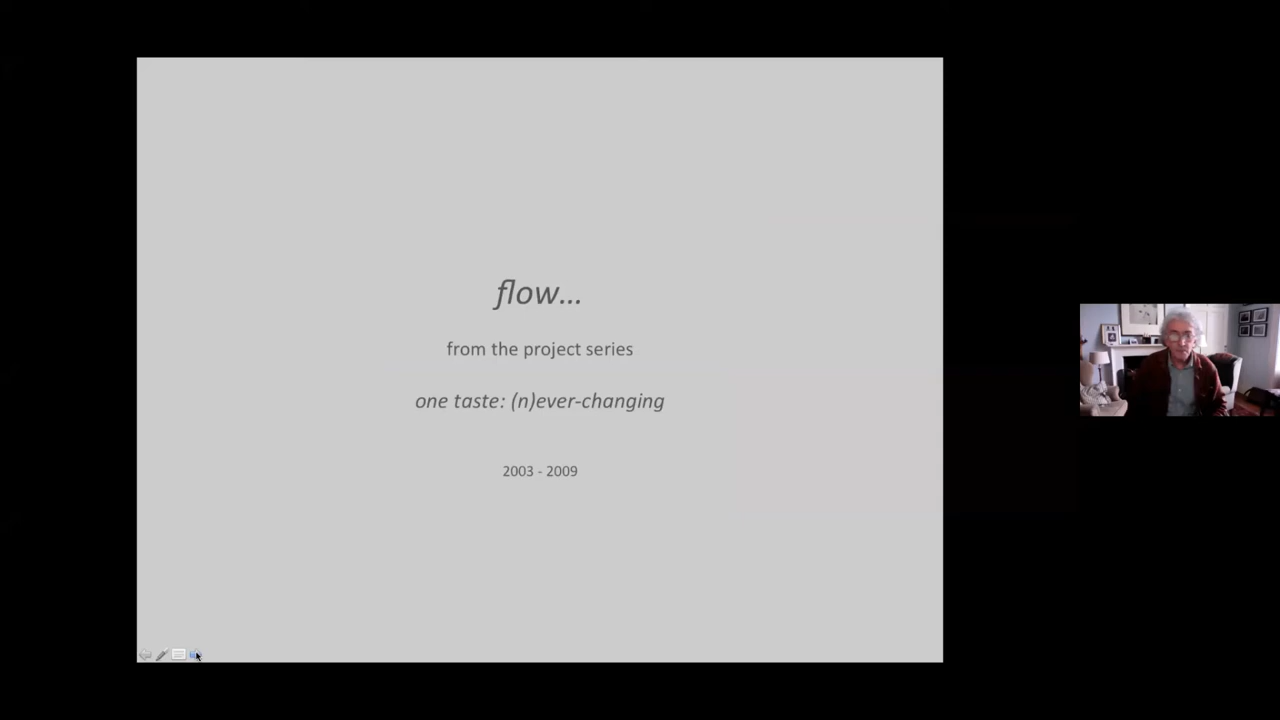 flow...
from the project series
one taste: (n)ever-changing
2003 - 2009